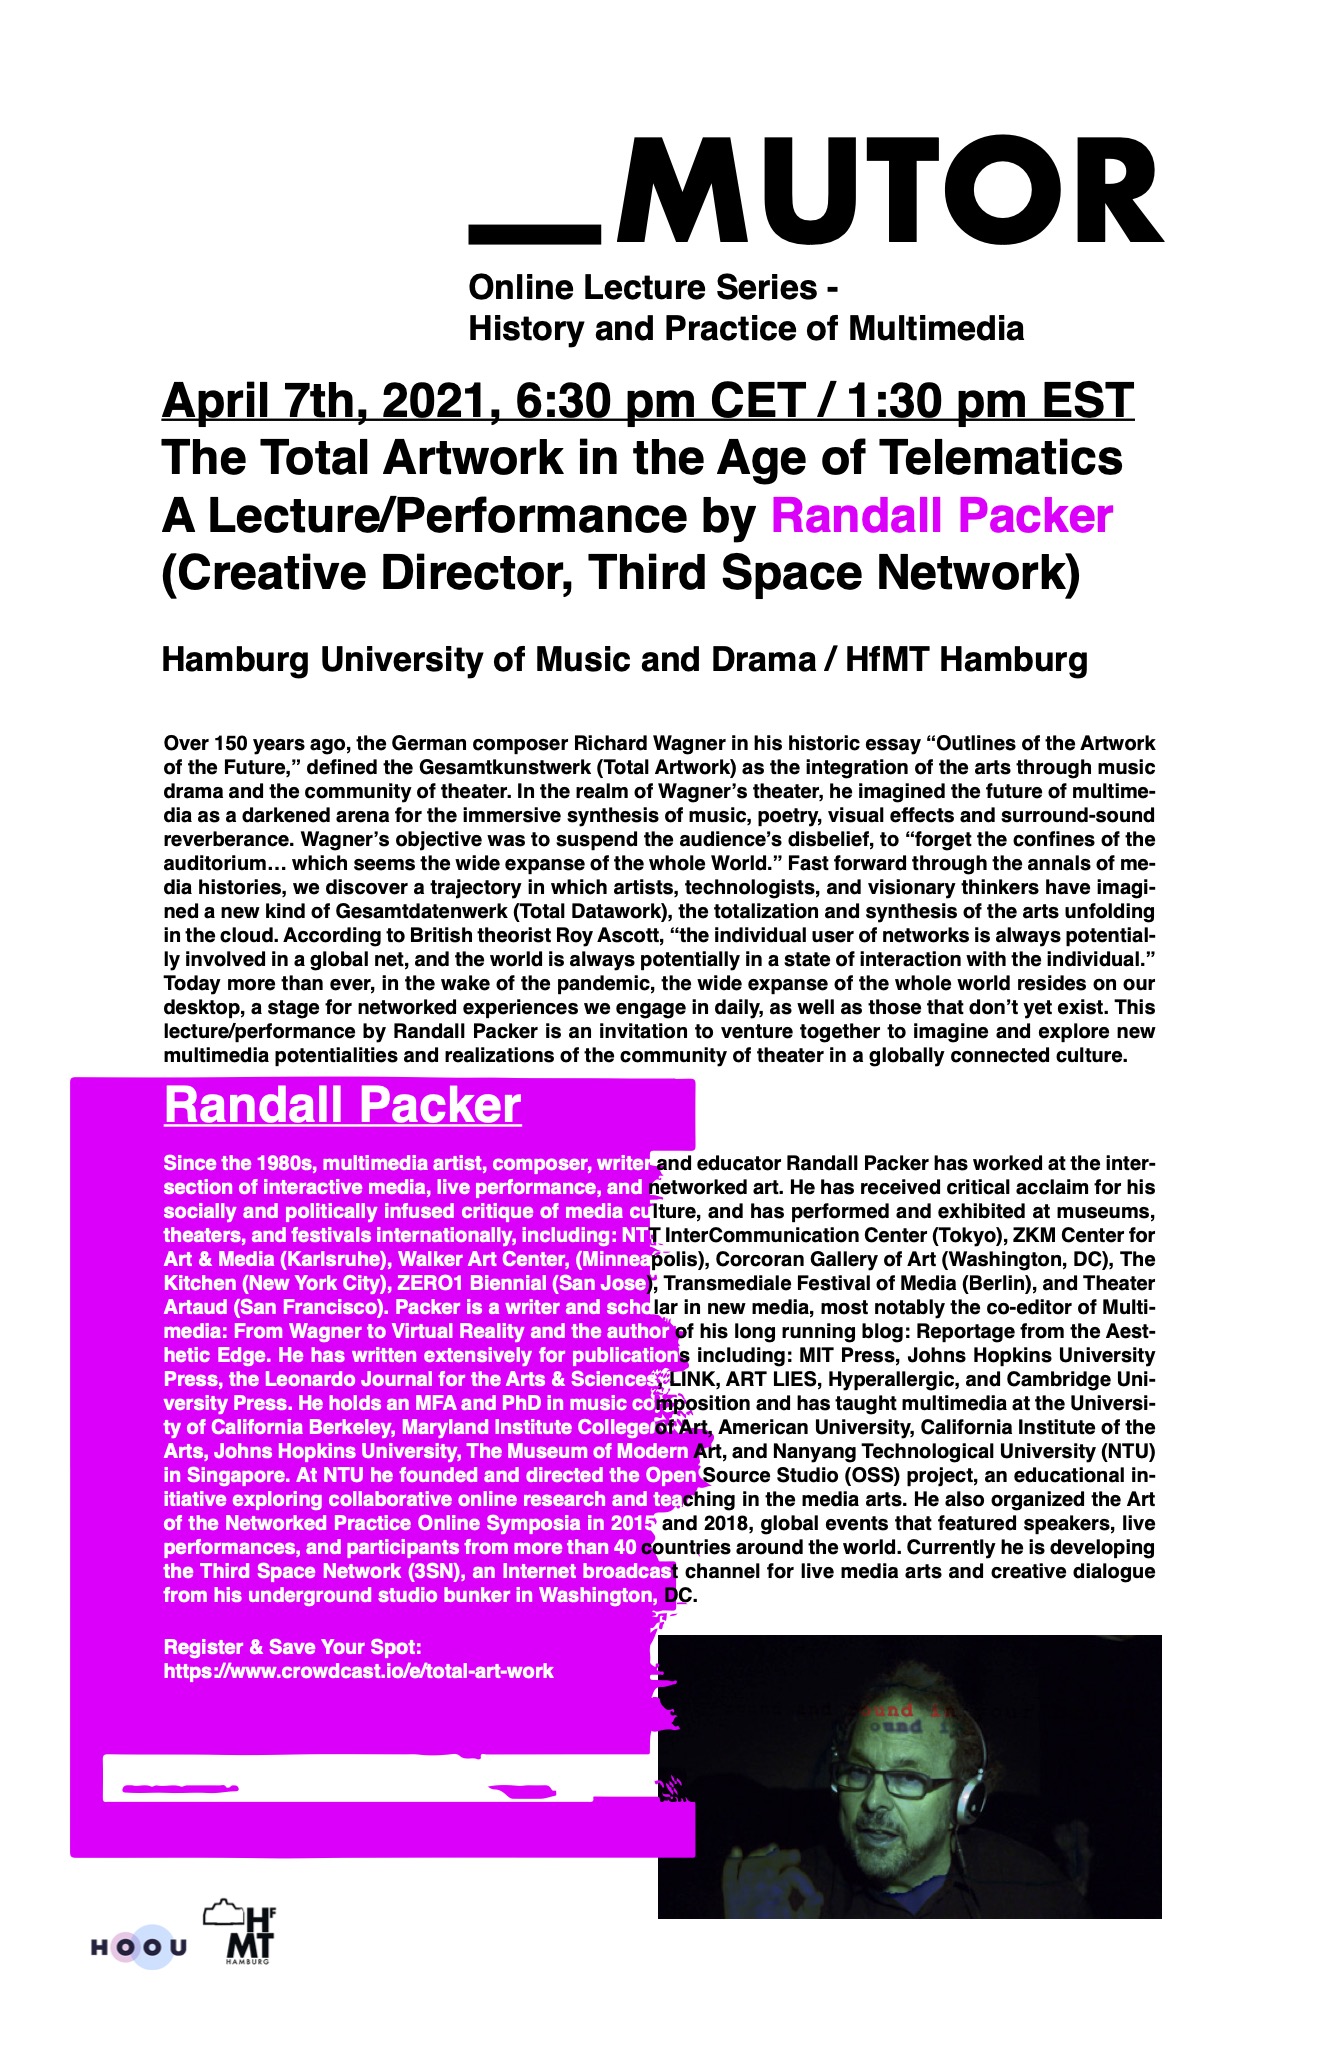 _MUTOR
Online Lecture Series -
History and Practice of Multimedia
April 7th, 2021, 6:30 pm CET / 1:30 pm EST
The Total Artwork in the Age of Telematics
A Lecture/Performance by Randall Packer
(Creative Director, Third Space Network)
Hamburg University of Music and Drama / HfMT Hamburg
Over 150 years ago, the German composer Richard Wagner in his historic essay “Outlines of the Artwork
of the Future,” defined the Gesamtkunstwerk (Total Artwork) as the integration of the arts through music
drama and the community of theater. In the realm of Wagner’s theater, he imagined the future of multime-
dia as a darkened arena for the immersive synthesis of music, poetry, visual effects and surround-sound
reverberance. Wagner’s objective was to suspend the audience’s disbelief, to “forget the confines of the
auditorium… which seems the wide expanse of the whole World.” Fast forward through the annals of me-
dia histories, we discover a trajectory in which artists, technologists, and visionary thinkers have imagi-
ned a new kind of Gesamtdatenwerk (Total Datawork), the totalization and synthesis of the arts unfolding
in the cloud. According to British theorist Roy Ascott, “the individual user of networks is always potential-
ly involved in a global net, and the world is always potentially in a state of interaction with the individual.”
Today more than ever, in the wake of the pandemic, the wide expanse of the whole world resides on our
desktop, a stage for networked experiences we engage in daily, as well as those that don’t yet exist. This
lecture/performance by Randall Packer is an invitation to venture together to imagine and explore new
multimedia potentialities and realizations of the community of theater in a globally connected culture.
Randall Packer
Since the 1980s, multimedia artist, composer, writer and educator Randall Packer has worked at the inter-
section of interactive media, live performance, and networked art. He has received critical acclaim for his
socially and politically infused critique of media culture, and has performed and exhibited at museums,
theaters, and festivals internationally, including: NTT InterCommunication Center (Tokyo), ZKM Center for
Art & Media (Karlsruhe), Walker Art Center, (Minneapolis), Corcoran Gallery of Art (Washington, DC), The
Kitchen (New York City), ZERO1 Biennial (San Jose), Transmediale Festival of Media (Berlin), and Theater
Artaud (San Francisco). Packer is a writer and scholar in new media, most notably the co-editor of Multi-
media: From Wagner to Virtual Reality and the author of his long running blog: Reportage from the Aest-
hetic Edge. He has written extensively for publications including: MIT Press, Johns Hopkins University
Press, the Leonardo Journal for the Arts & Sciences, LINK, ART LIES, Hyperallergic, and Cambridge Uni-
versity Press. He holds an MFA and PhD in music composition and has taught multimedia at the Universi-
ty of California Berkeley, Maryland Institute College of Art, American University, California Institute of the
Arts, Johns Hopkins University, The Museum of Modern Art, and Nanyang Technological University (NTU)
in Singapore. At NTU he founded and directed the Open Source Studio (OSS) project, an educational in-
itiative exploring collaborative online research and teaching in the media arts. He also organized the Art
of the Networked Practice Online Symposia in 2015 and 2018, global events that featured speakers, live
performances, and participants from more than 40 countries around the world. Currently he is developing
the Third Space Network (3SN), an Internet broadcast channel for live media arts and creative dialogue
from his underground studio bunker in Washington, DC.
Register & Save Your Spot:
https://www.crowdcast.io/e/total-art-work
HOOU
HF
MT
HAMBURG